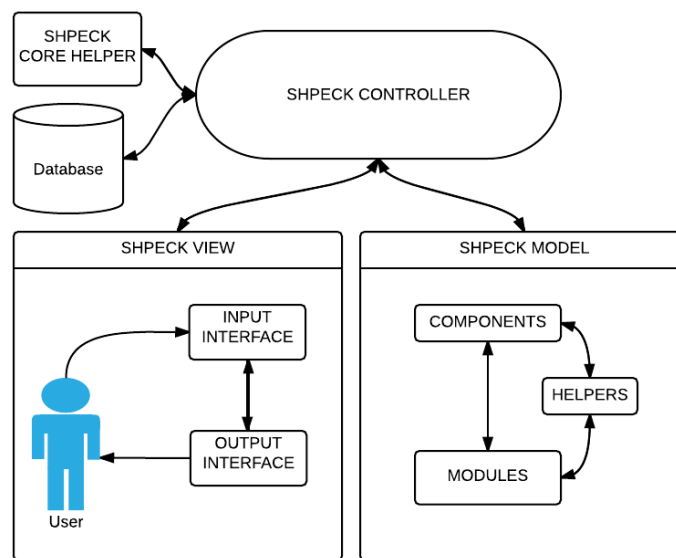 SHPECK
CORE HELPER
SHPECK CONTROLLER
Database
SHPECK VIEW
INPUT
INTERFACE
OUTPUT
INTERFACE
User
SHPECK MODEL
COMPONENTS
HELPERS
MODULES